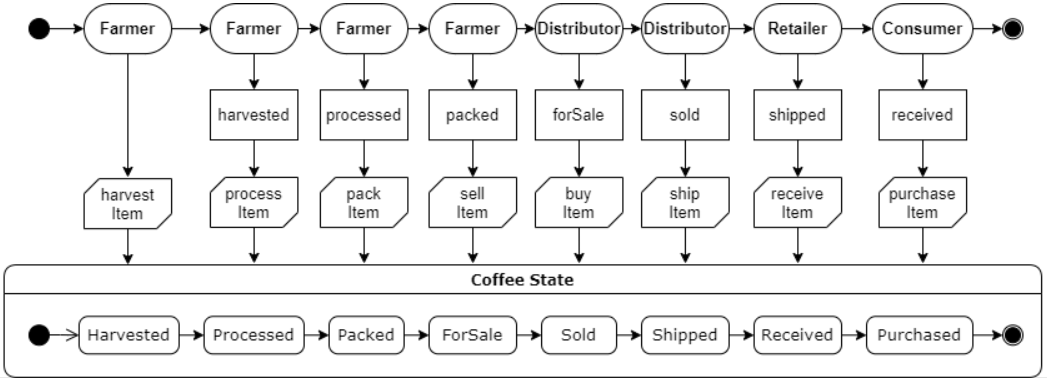 Farmer Farmer Farmer Farmer Distributor Distributor Retailer Consumer
harvested processed packed forSale sold shipped received
harvest process pack sell buy ship receive purchase
Item Item Item Item Item Item Item Item
Coffee State
Harvested Processed Packed ForSale Sold Shipped Received Purchased